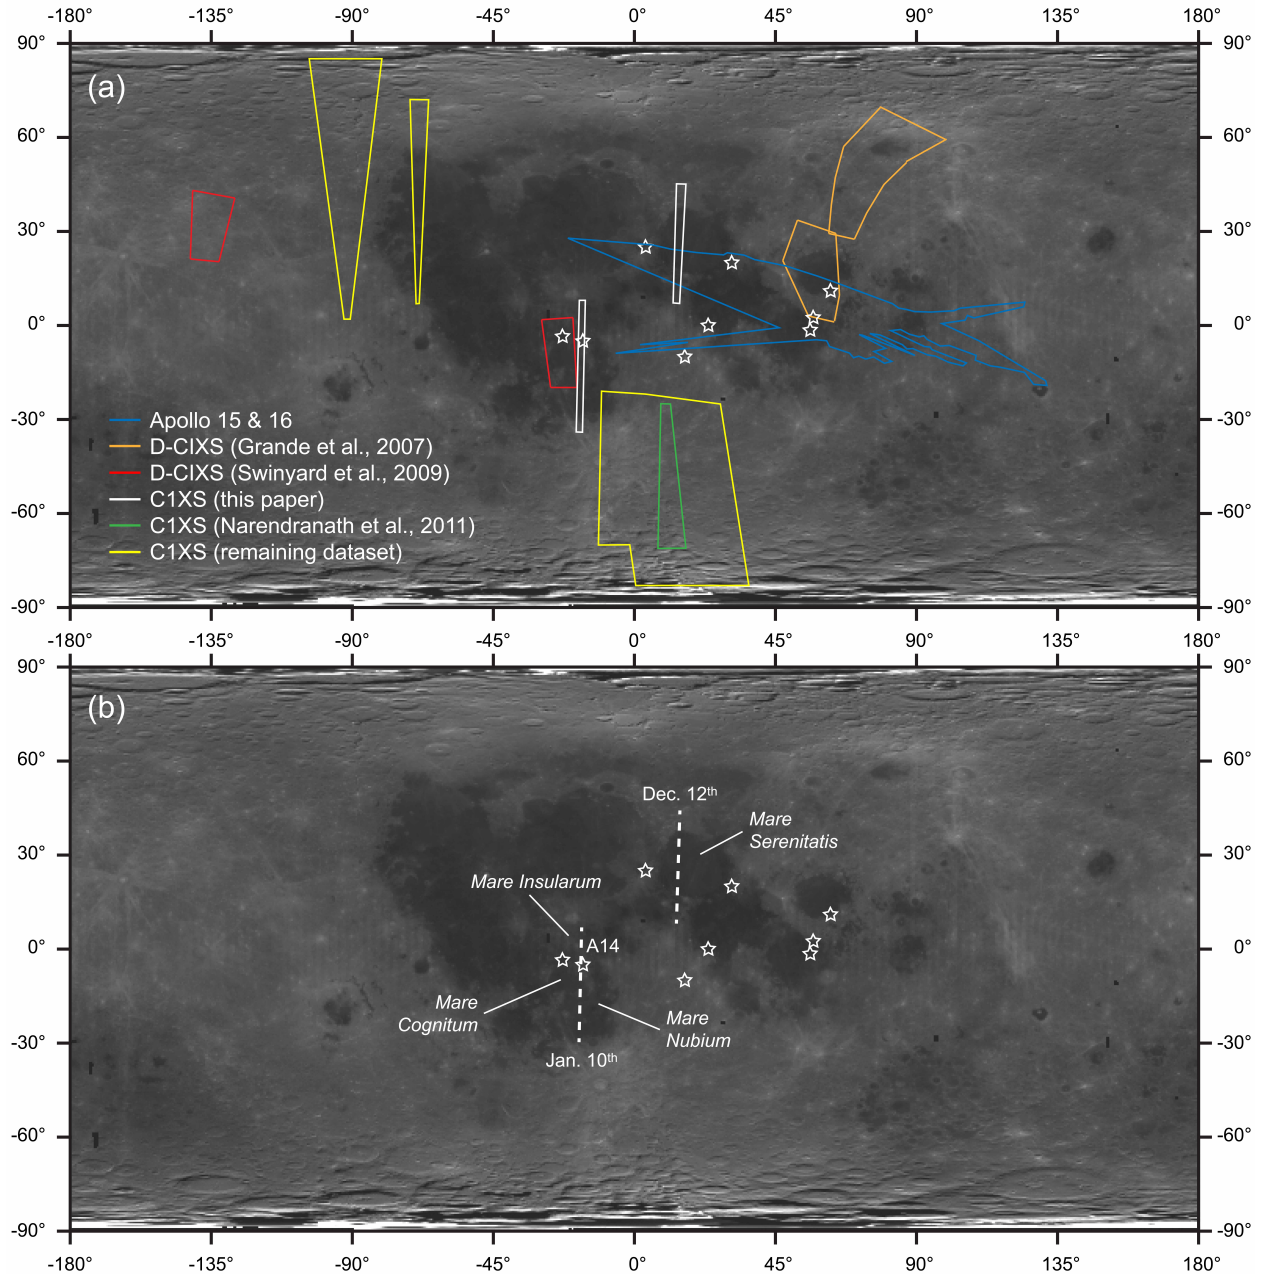 -180° -135° -90° -45° 0° 45° 90° 135° 180°
90° 90°
(a)
60° 60°
30° 30°
0° 0°
-30° -30°
Apollo 15 & 16
D-CIXS (Grande et al., 2007)
D-CIXS (Swinyard et al., 2009)
C1XS (this paper)
-60° -60°
C1XS (Narendranath et al., 2011)
C1XS (remaining dataset)
-90° -90°
-180° -135° -90° -45° 0° 45° 90° 135° 180°
90° 90°
(b)
60° 60°
Dec. 12th
Mare
Serenitatis
30° 30°
Mare Insularum
0° 0°
A14
Mare
Cognitum
Mare
Nubium
-30° -30°
Jan. 10th
-60° -60°
-90° -90°
-180° -135° -90° -45° 0° 45° 90° 135° 180°